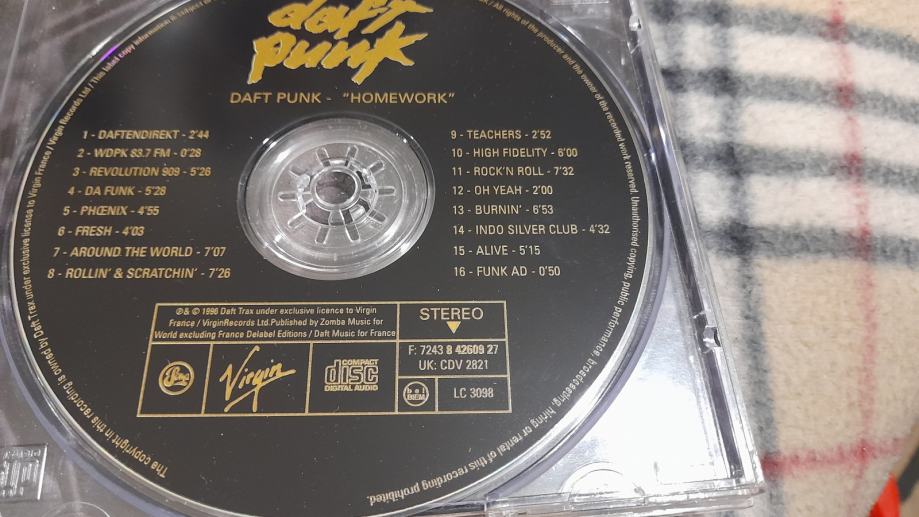 daft
punk
DAFT PUNK - "HOMEWORK"
1 - DAFTENDIREKT - 2'44
2 - WDPK 83.7 FM - 0'28
3 - REVOLUTION 909 - 5'26
4 - DA FUNK - 5'28
5 - PHŒNIX - 4'55
6 - FRESH - 4'03
7 - AROUND THE WORLD - 7'07
8 - ROLLIN' & SCRATCHIN' - 7'26
9 - TEACHERS - 2'52
10 - HIGH FIDELITY - 6'00
11 - ROCK'N ROLL - 7'32
12 - OH YEAH - 2'00
13 - BURNIN' - 6'53
14 - INDO SILVER CLUB - 4'32
15 - ALIVE - 5'15
16 - FUNK AD - 0'50
℗& © 1996 Daft Trax under exclusive licence to Virgin
France / VirginRecords Ltd.Published by Zomba Music for
World excluding France Delabel Editions / Daft Music for France
STEREO
F: 7243 8 42609 27
UK: CDV 2821
Virgin
COMPACT
disc
DIGITAL AUDIO
BIEM
LC 3098
The copyright in this recording is owned by Daft Trax under exclusive license to Virgin France / Virgin Records Ltd / This label copy information is subject
/ All rights of the producer and the owner of the recorded work reserved. Unauthorised copying, public performance, broadcasting, hiring or rental of this recording prohibited.